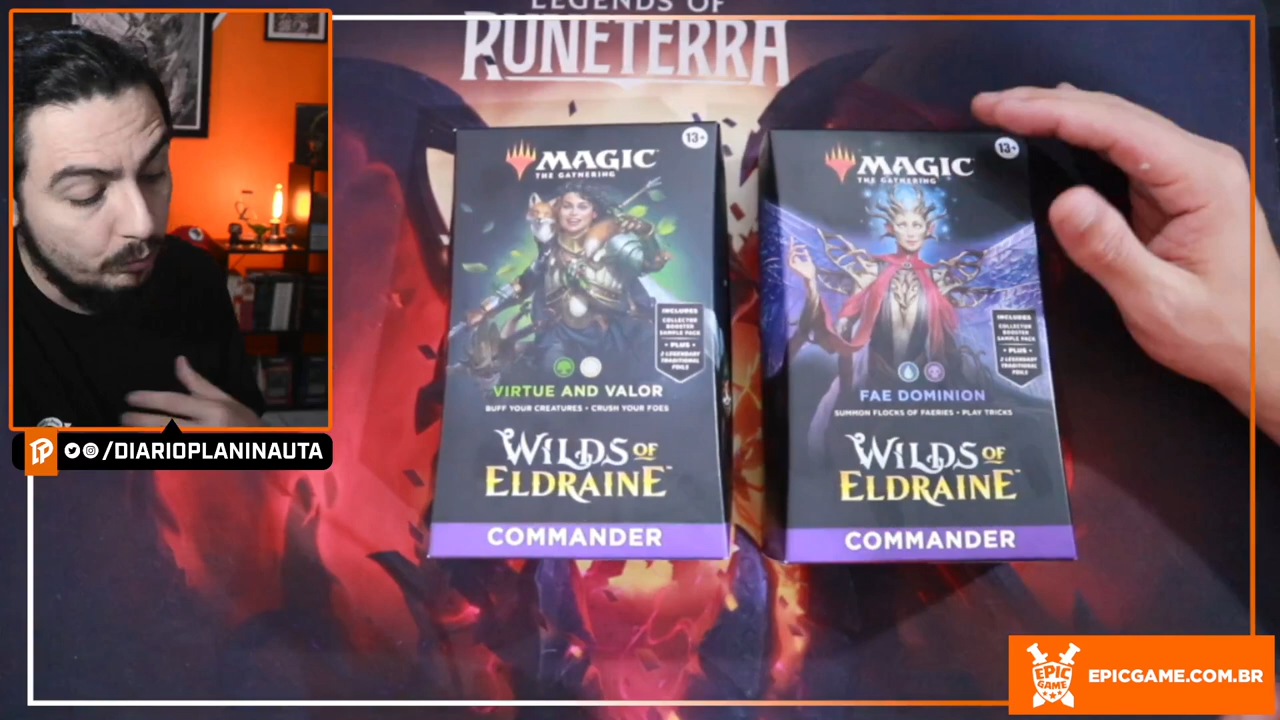 LEGENDS OF
RUNETERRA
13+
MAGIC
THE GATHERING
INCLUDES
COLLECTOR
BOOSTER
SAMPLE PACK
• PLUS •
2 LEGENDARY
TRADITIONAL
FOILS
VIRTUE AND VALOR
BUFF YOUR CREATURES • CRUSH YOUR FOES
WILDS OF
ELDRAINE™
COMMANDER
13+
MAGIC
THE GATHERING
INCLUDES
COLLECTOR
BOOSTER
SAMPLE PACK
• PLUS •
2 LEGENDARY
TRADITIONAL
FOILS
FAE DOMINION
SUMMON FLOCKS OF FAERIES • PLAY TRICKS
WILDS OF
ELDRAINE™
COMMANDER
/DIARIOPLANINAUTA
EPIC
GAME
EPICGAME.COM.BR